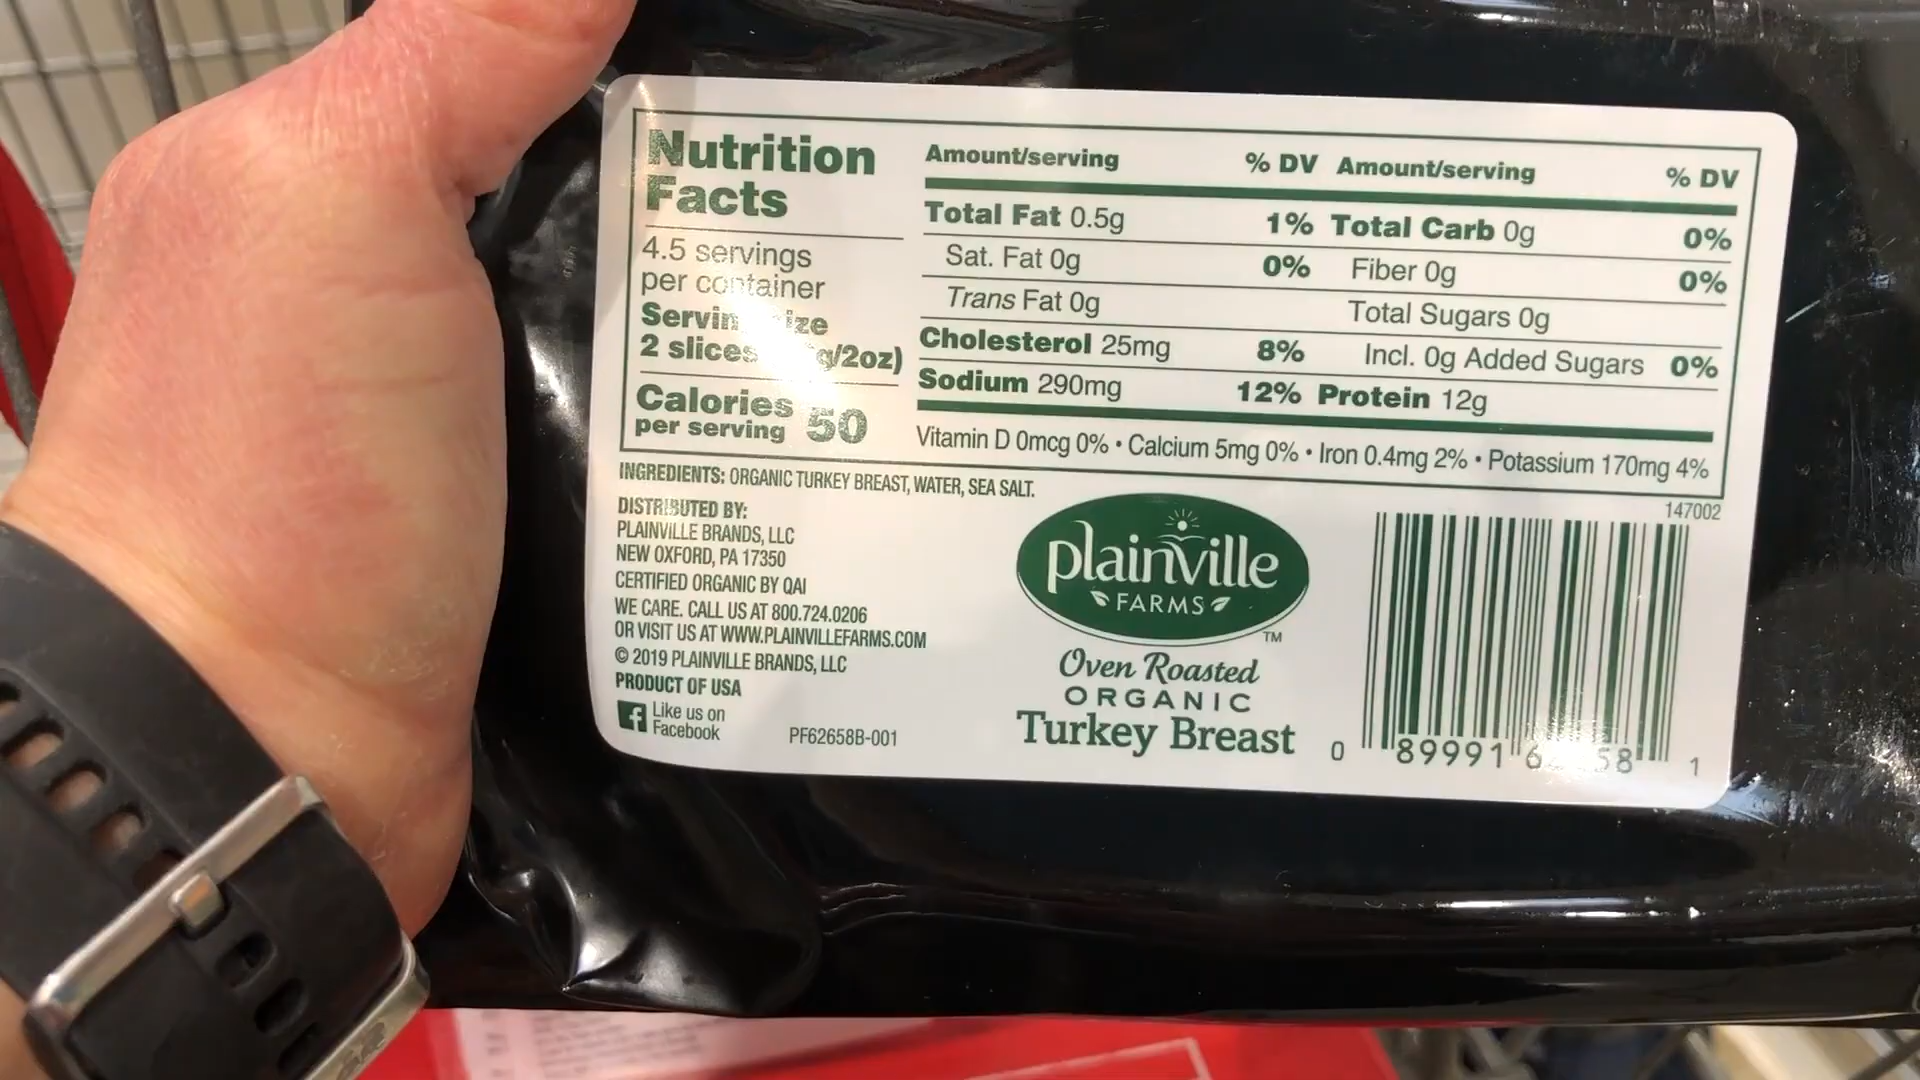 Nutrition
Facts
4.5 servings
per container
Serving size
2 slices g/2oz)
Calories
per serving 50
Amount/serving % DV Amount/serving % DV
Total Fat 0.5g 1% Total Carb 0g 0%
Sat. Fat 0g 0% Fiber 0g 0%
Trans Fat 0g Total Sugars 0g
Cholesterol 25mg 8% Incl. 0g Added Sugars 0%
Sodium 290mg 12% Protein 12g
Vitamin D 0mcg 0% • Calcium 5mg 0% • Iron 0.4mg 2% • Potassium 170mg 4%
INGREDIENTS: ORGANIC TURKEY BREAST, WATER, SEA SALT.
DISTRIBUTED BY:
PLAINVILLE BRANDS, LLC
NEW OXFORD, PA 17350
CERTIFIED ORGANIC BY QAI
WE CARE. CALL US AT 800.724.0206
OR VISIT US AT WWW.PLAINVILLEFARMS.COM
© 2019 PLAINVILLE BRANDS, LLC
PRODUCT OF USA
Like us on
Facebook
PF62658B-001
plainville
FARMS
TM
Oven Roasted
ORGANIC
Turkey Breast
147002
0 89991 1